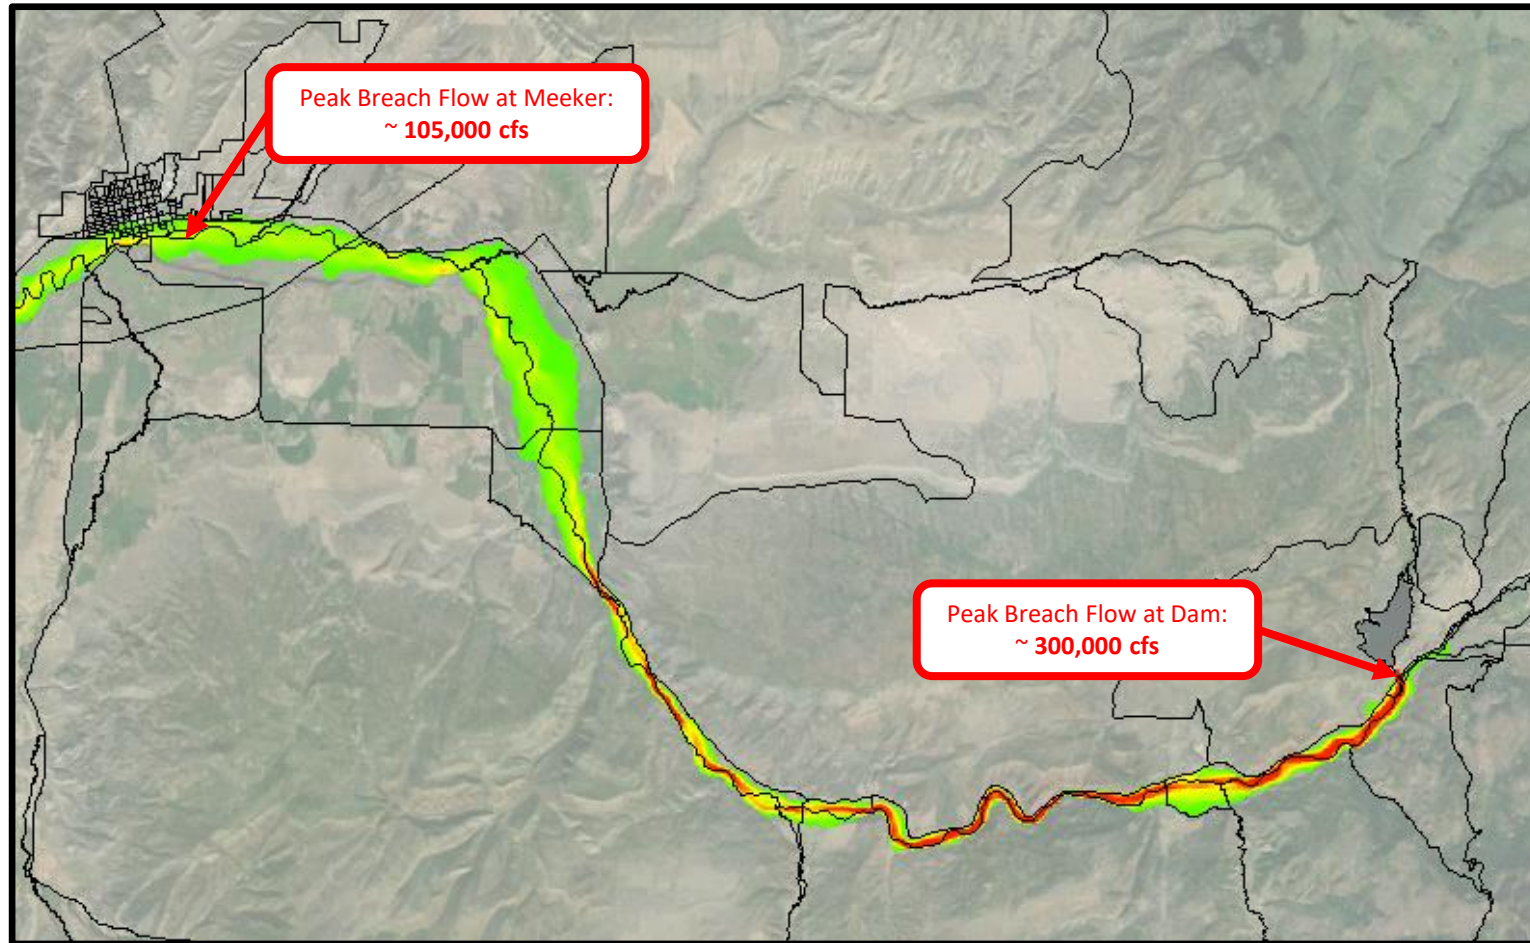 Peak Breach Flow at Meeker:
~ 105,000 cfs
Peak Breach Flow at Dam:
~ 300,000 cfs